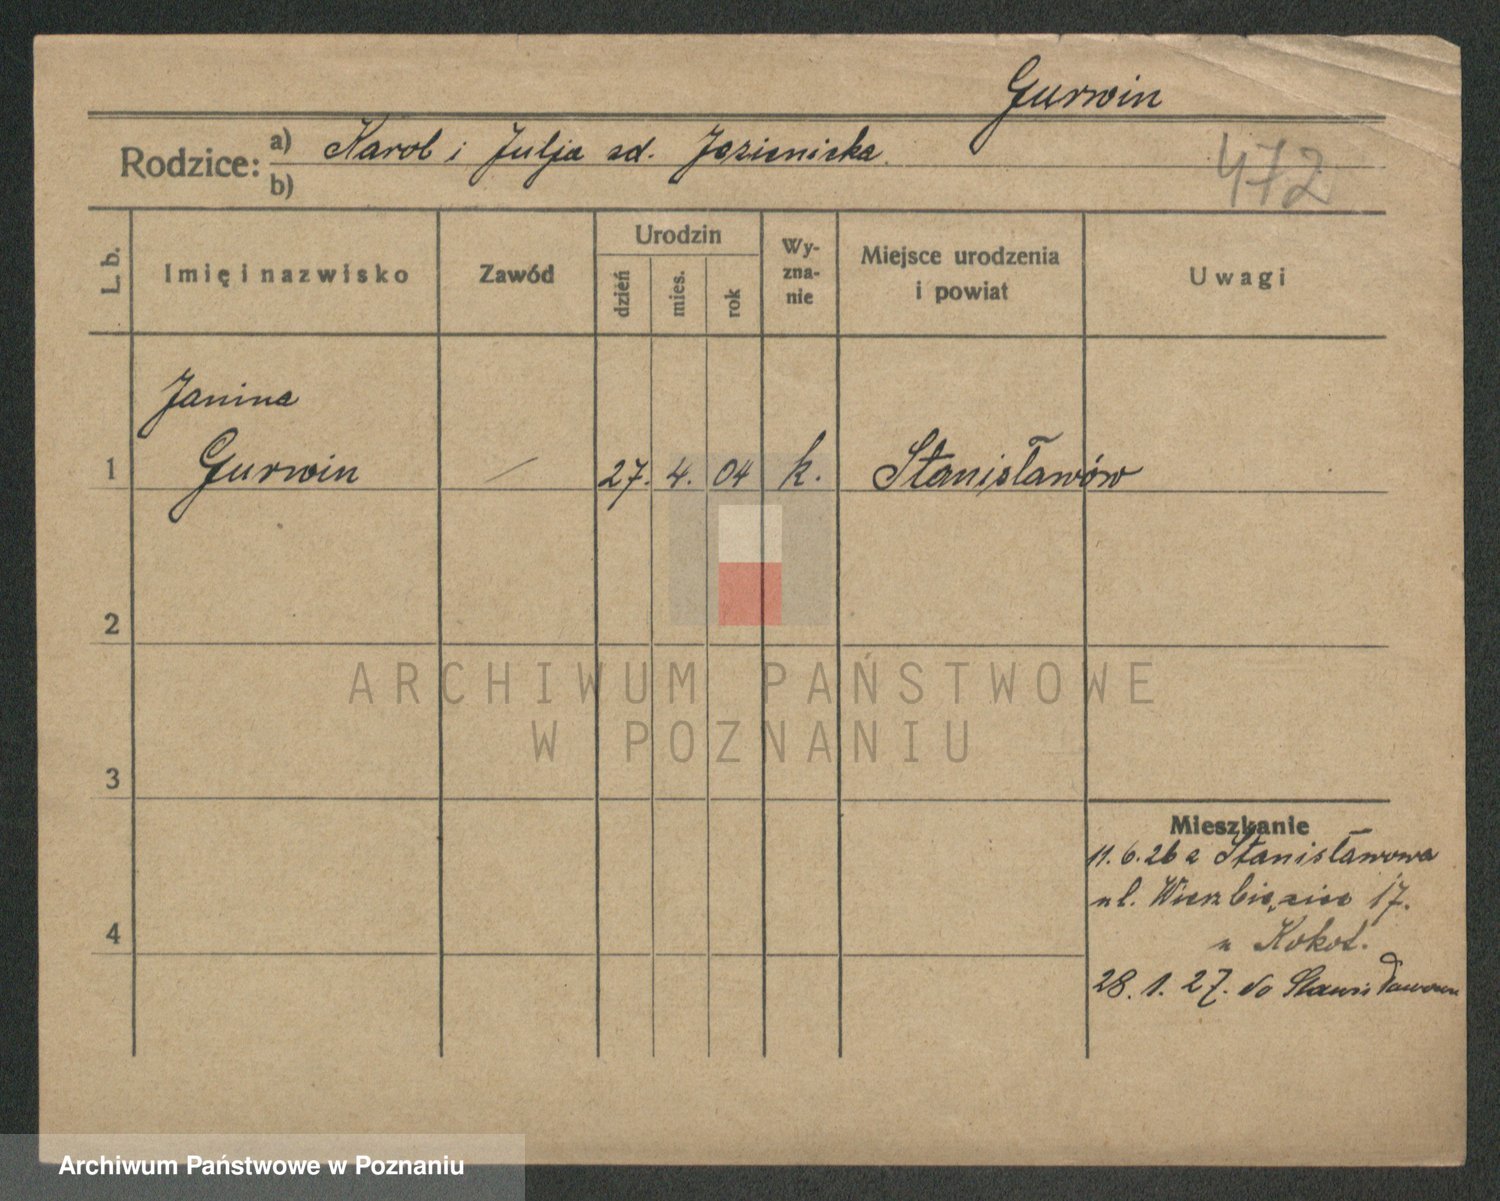 Gurwin
Rodzice: a) Karol i Julja zd. Jezienicka
b)
472
L. b.
Imię i nazwisko
Zawód
Urodzin
dzień
mies.
rok
Wy-
zna-
nie
Miejsce urodzenia
i powiat
Uwagi
Janina
1 Gurwin / 27. 4. 04 k. Stanisławów
2
3
4
Mieszkanie
11. 6. 26 z Stanisławowa
ul. Wierzbięcice 17.
u Kokot.
28. 1. 27. do Stanisławowa
ARCHIWUM PAŃSTWOWE
W POZNANIU
Archiwum Państwowe w Poznaniu